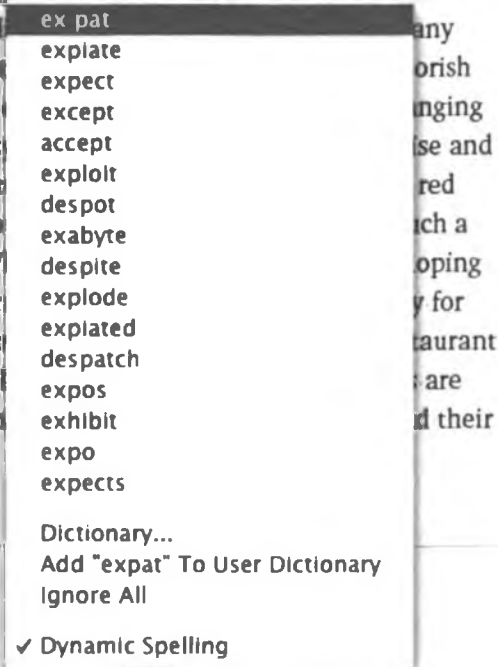 ex pat
expiate
expect
except
accept
exploit
despot
exabyte
despite
explode
expiated
despatch
expos
exhibit
expo
expects
Dictionary...
Add "expat" To User Dictionary
Ignore All
✓ Dynamic Spelling
any
orish
nging
ise and
red
ch a
oping
y for
aurant
are
d their